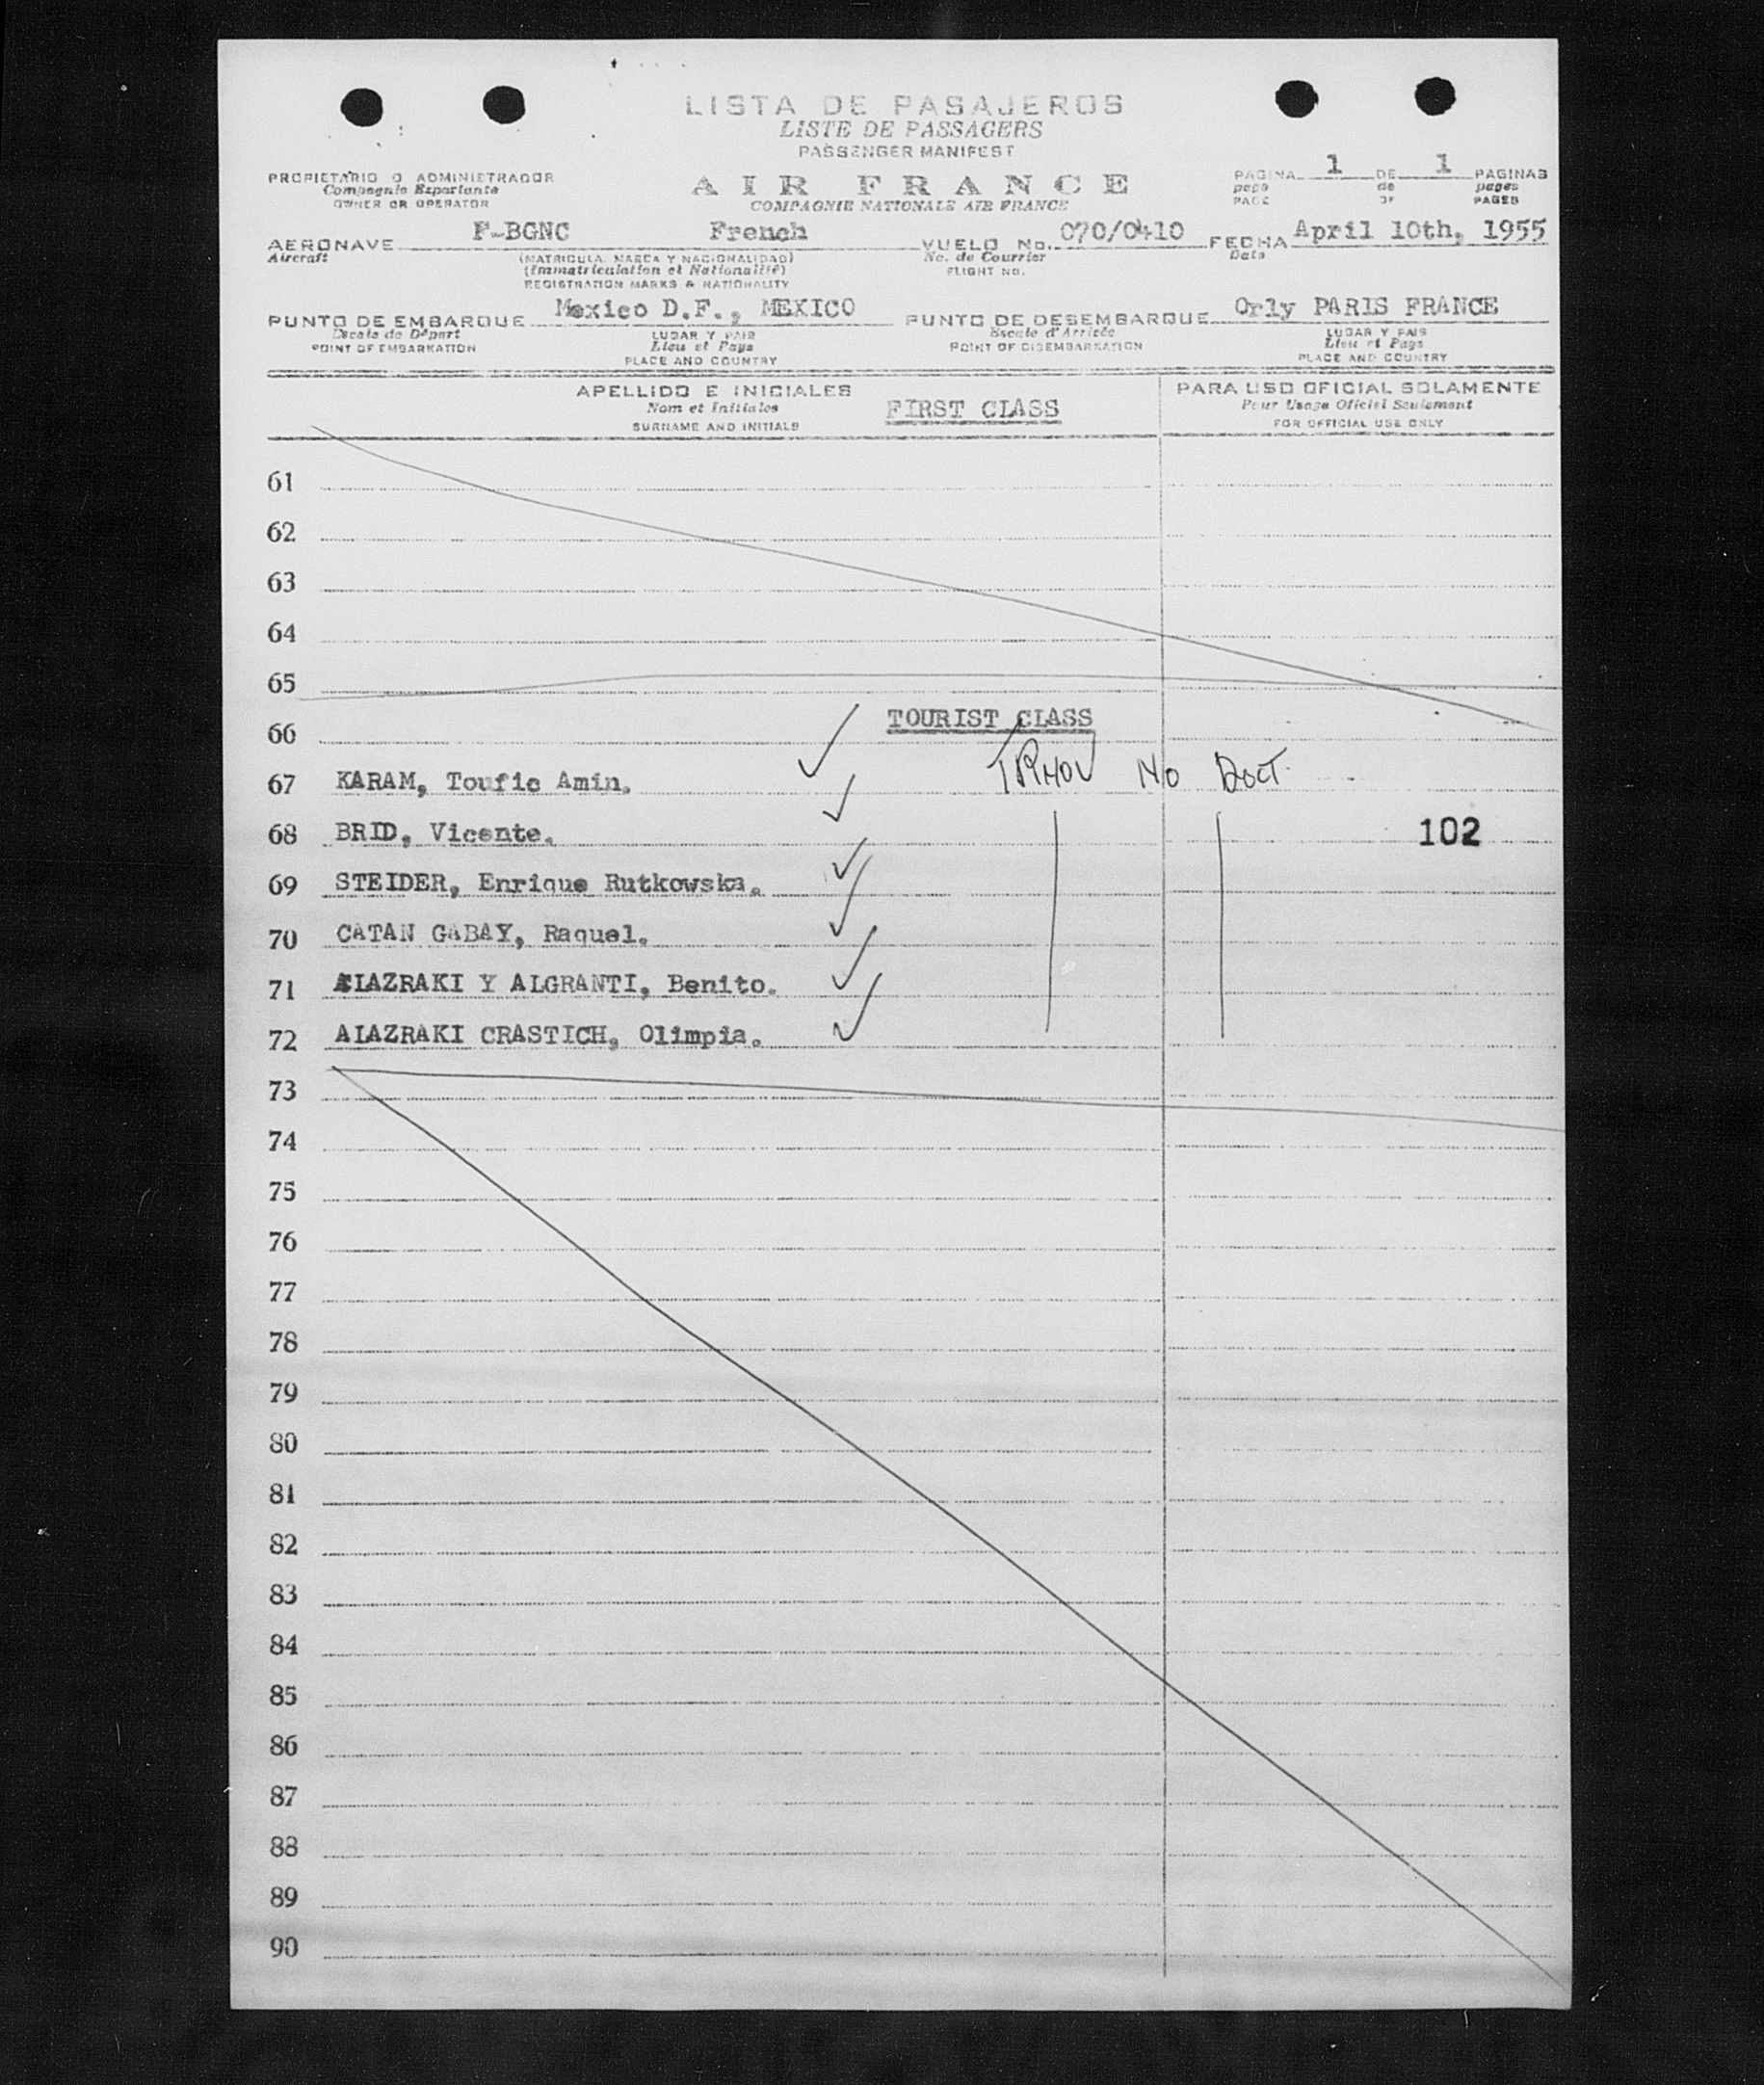 LISTA DE PASAJEROS
LISTE DE PASSAGERS
PASSENGER MANIFEST
PROPIETARIO O ADMINISTRADOR
Compagnie Exportante
OWNER OR OPERATOR
AIR FRANCE
COMPAGNIE NATIONALE AIR FRANCE
PAGINA 1 DE 1 PAGINAS
page de pages
PAGE OF PAGES
AERONAVE F-BGNC French VUELO No. 070/0410 FECHA April 10th, 1955
Aircraft (MATRICULA, MARCA Y NACIONALIDAD) No. de Courrier Date
(Immatriculation et Nationalité) FLIGHT NO.
REGISTRATION MARKS & NATIONALITY
PUNTO DE EMBARQUE Mexico D.F., MEXICO PUNTO DE DESEMBARQUE Orly PARIS FRANCE
Escale de Départ LUGAR Y PAIS Escale d'Arrivée LUGAR Y PAIS
POINT OF EMBARKATION Lieu et Pays POINT OF DISEMBARKATION Lieu et Pays
PLACE AND COUNTRY PLACE AND COUNTRY
APELLIDO E INICIALES PARA USO OFICIAL SOLAMENTE
Nom et Initiales FIRST CLASS Pour Usage Officiel Seulement
SURNAME AND INITIALS FOR OFFICIAL USE ONLY
61
62
63
64
65
66 TOURIST CLASS
67 KARAM, Toufic Amin. NO
68 BRID, Vicente. 102
69 STEIDER, Enrique Rutkowska.
70 CATAN GABAY, Raquel.
71 ALAZRAKI Y ALGRANTI, Benito.
72 ALAZRAKI CRASTICH, Olimpia.
73
74
75
76
77
78
79
80
81
82
83
84
85
86
87
88
89
90